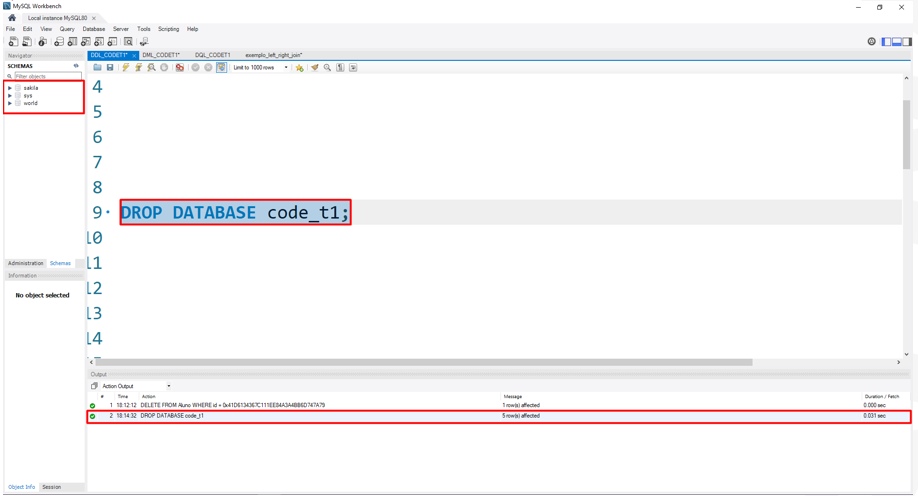 MySQL Workbench
Local instance MySQL80 ×
File Edit View Query Database Server Tools Scripting Help
Navigator
SCHEMAS
Filter objects
sakila
sys
world
Administration Schemas
Information
No object selected
Object Info Session
DDL_CODET1* × DML_CODET1* DQL_CODET1 exemplo_left_right_join*
Limit to 1000 rows
4
5
6
7
8
9 DROP DATABASE code_t1;
10
11
12
13
14
Output
Action Output
# Time Action Message Duration / Fetch
1 18:12:12 DELETE FROM Aluno WHERE id = 0x41D6134367C111EE84A3A4BB6D747A79 1 row(s) affected 0.000 sec
2 18:14:32 DROP DATABASE code_t1 5 row(s) affected 0.031 sec